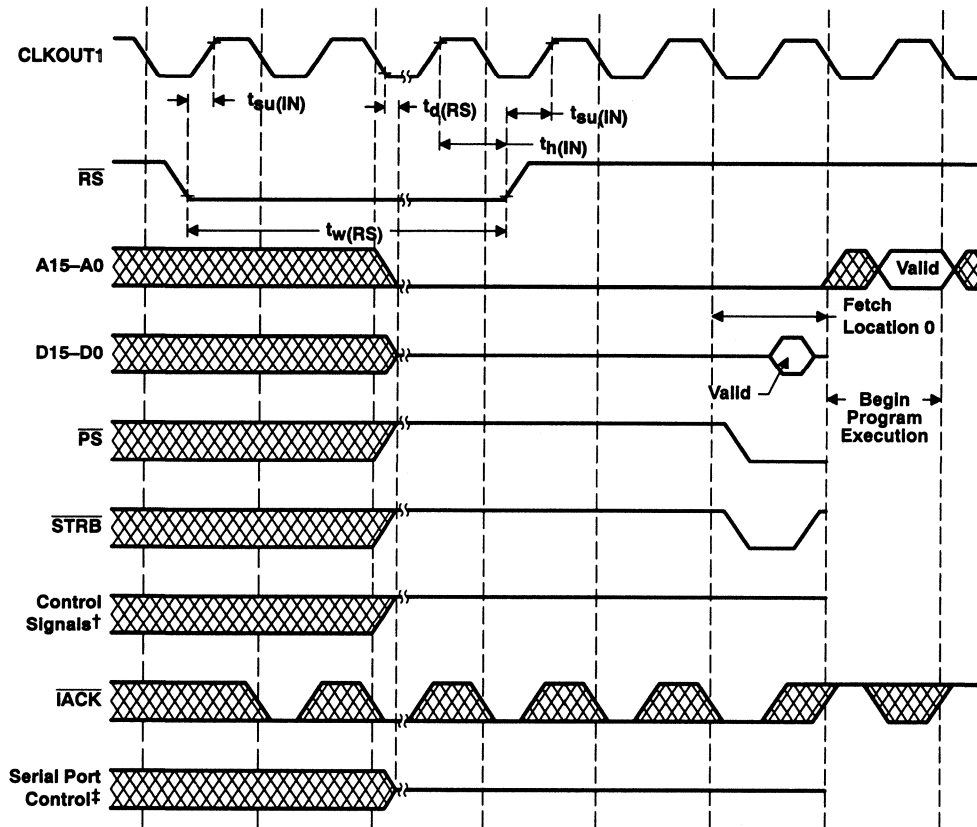 CLKOUT1
tsu(IN)
td(RS)
tsu(IN)
th(IN)
RS
tw(RS)
A15–A0
Valid
Fetch
Location 0
D15–D0
Valid
Begin
Program
Execution
PS
STRB
Control
Signals†
IACK
Serial Port
Control‡